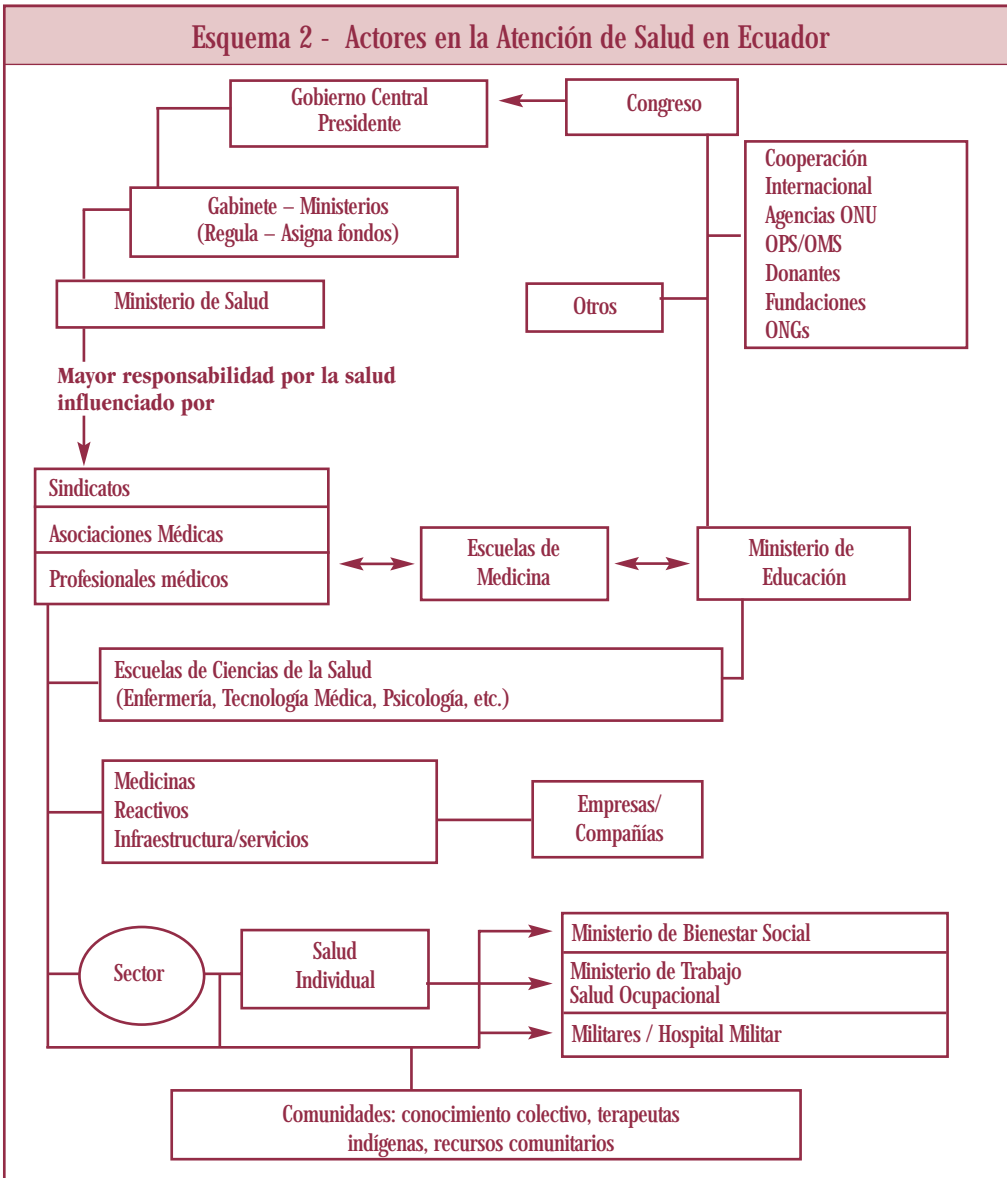 Esquema 2 - Actores en la Atención de Salud en Ecuador
Gobierno Central
Presidente
Congreso
Cooperación
Internacional
Agencias ONU
OPS/OMS
Donantes
Fundaciones
ONGs
Gabinete – Ministerios
(Regula – Asigna fondos)
Ministerio de Salud
Otros
Mayor responsabilidad por la salud
influenciado por
Sindicatos
Asociaciones Médicas
Profesionales médicos
Escuelas de
Medicina
Ministerio de
Educación
Escuelas de Ciencias de la Salud
(Enfermería, Tecnología Médica, Psicología, etc.)
Medicinas
Reactivos
Infraestructura/servicios
Empresas/
Compañías
Sector
Salud
Individual
Ministerio de Bienestar Social
Ministerio de Trabajo
Salud Ocupacional
Militares / Hospital Militar
Comunidades: conocimiento colectivo, terapeutas
indígenas, recursos comunitarios